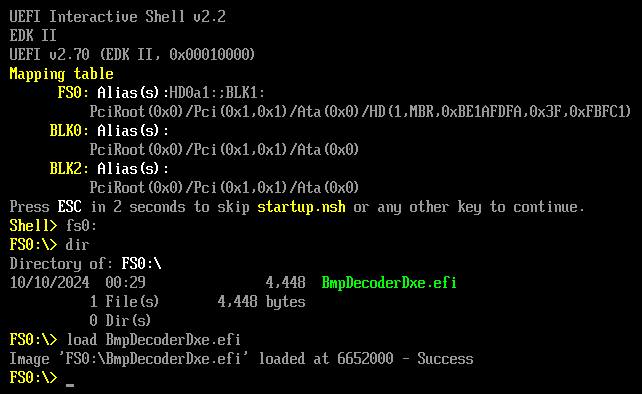 UEFI Interactive Shell v2.2
EDK II
UEFI v2.70 (EDK II, 0x00010000)
Mapping table
FS0: Alias(s):HD0a1:;BLK1:
PciRoot(0x0)/Pci(0x1,0x1)/Ata(0x0)/HD(1,MBR,0xBE1AFDFA,0x3F,0xFBFC1)
BLK0: Alias(s):
PciRoot(0x0)/Pci(0x1,0x1)/Ata(0x0)
BLK2: Alias(s):
PciRoot(0x0)/Pci(0x1,0x1)/Ata(0x0)
Press ESC in 2 seconds to skip startup.nsh or any other key to continue.
Shell> fs0:
FS0:\> dir
Directory of: FS0:\
10/10/2024 00:29 4,448 BmpDecoderDxe.efi
1 File(s) 4,448 bytes
0 Dir(s)
FS0:\> load BmpDecoderDxe.efi
Image 'FS0:\BmpDecoderDxe.efi' loaded at 6652000 - Success
FS0:\> _